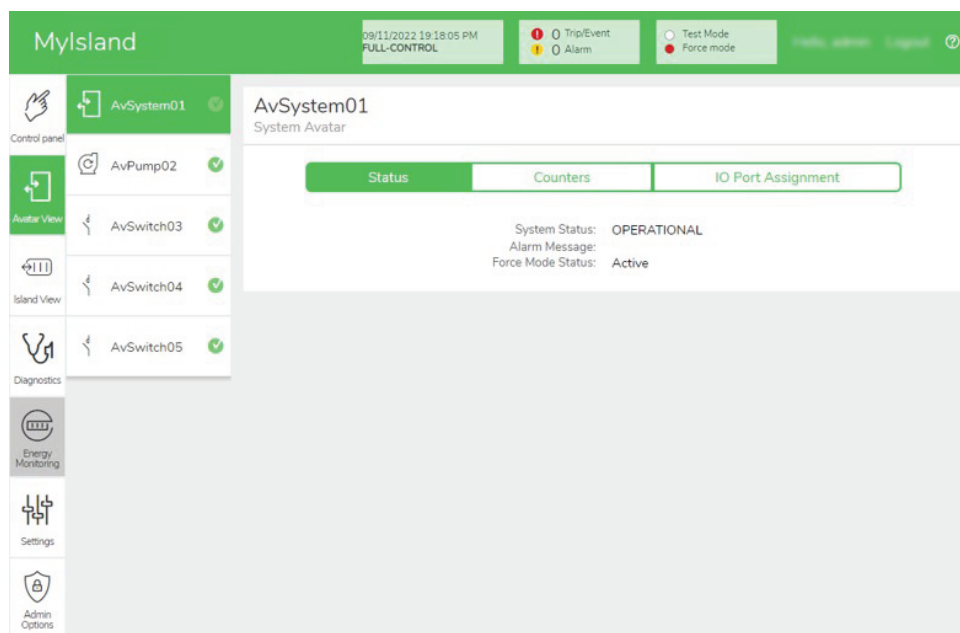 MyIsland
09/11/2022 19:18:05 PM
FULL-CONTROL
0 Trip/Event
0 Alarm
Test Mode
Force mode
Control panel
Avatar View
Island View
Diagnostics
Energy
Monitoring
Settings
Admin
Options
AvSystem01
AvPump02
AvSwitch03
AvSwitch04
AvSwitch05
AvSystem01
System Avatar
Status Counters IO Port Assignment
System Status: OPERATIONAL
Alarm Message:
Force Mode Status: Active